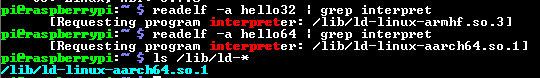 pi@raspberrypi:~ $ readelf -a hello32 | grep interpret
[Requesting program interpreter: /lib/ld-linux-armhf.so.3]
pi@raspberrypi:~ $ readelf -a hello64 | grep interpret
[Requesting program interpreter: /lib/ld-linux-aarch64.so.1]
pi@raspberrypi:~ $ ls /lib/ld-*
/lib/ld-linux-aarch64.so.1